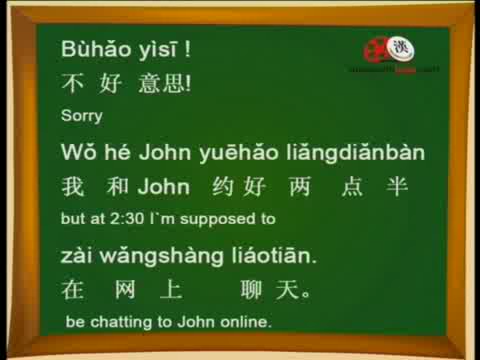 Bùhǎo yìsī !
不 好 意思!
Sorry
漢
Wǒ hé John yuēhǎo liǎngdiǎnbàn
我 和 John 约 好 两 点 半
but at 2:30 I`m supposed to
zài wǎngshàng liáotiān.
在 网 上 聊 天。
be chatting to John online.